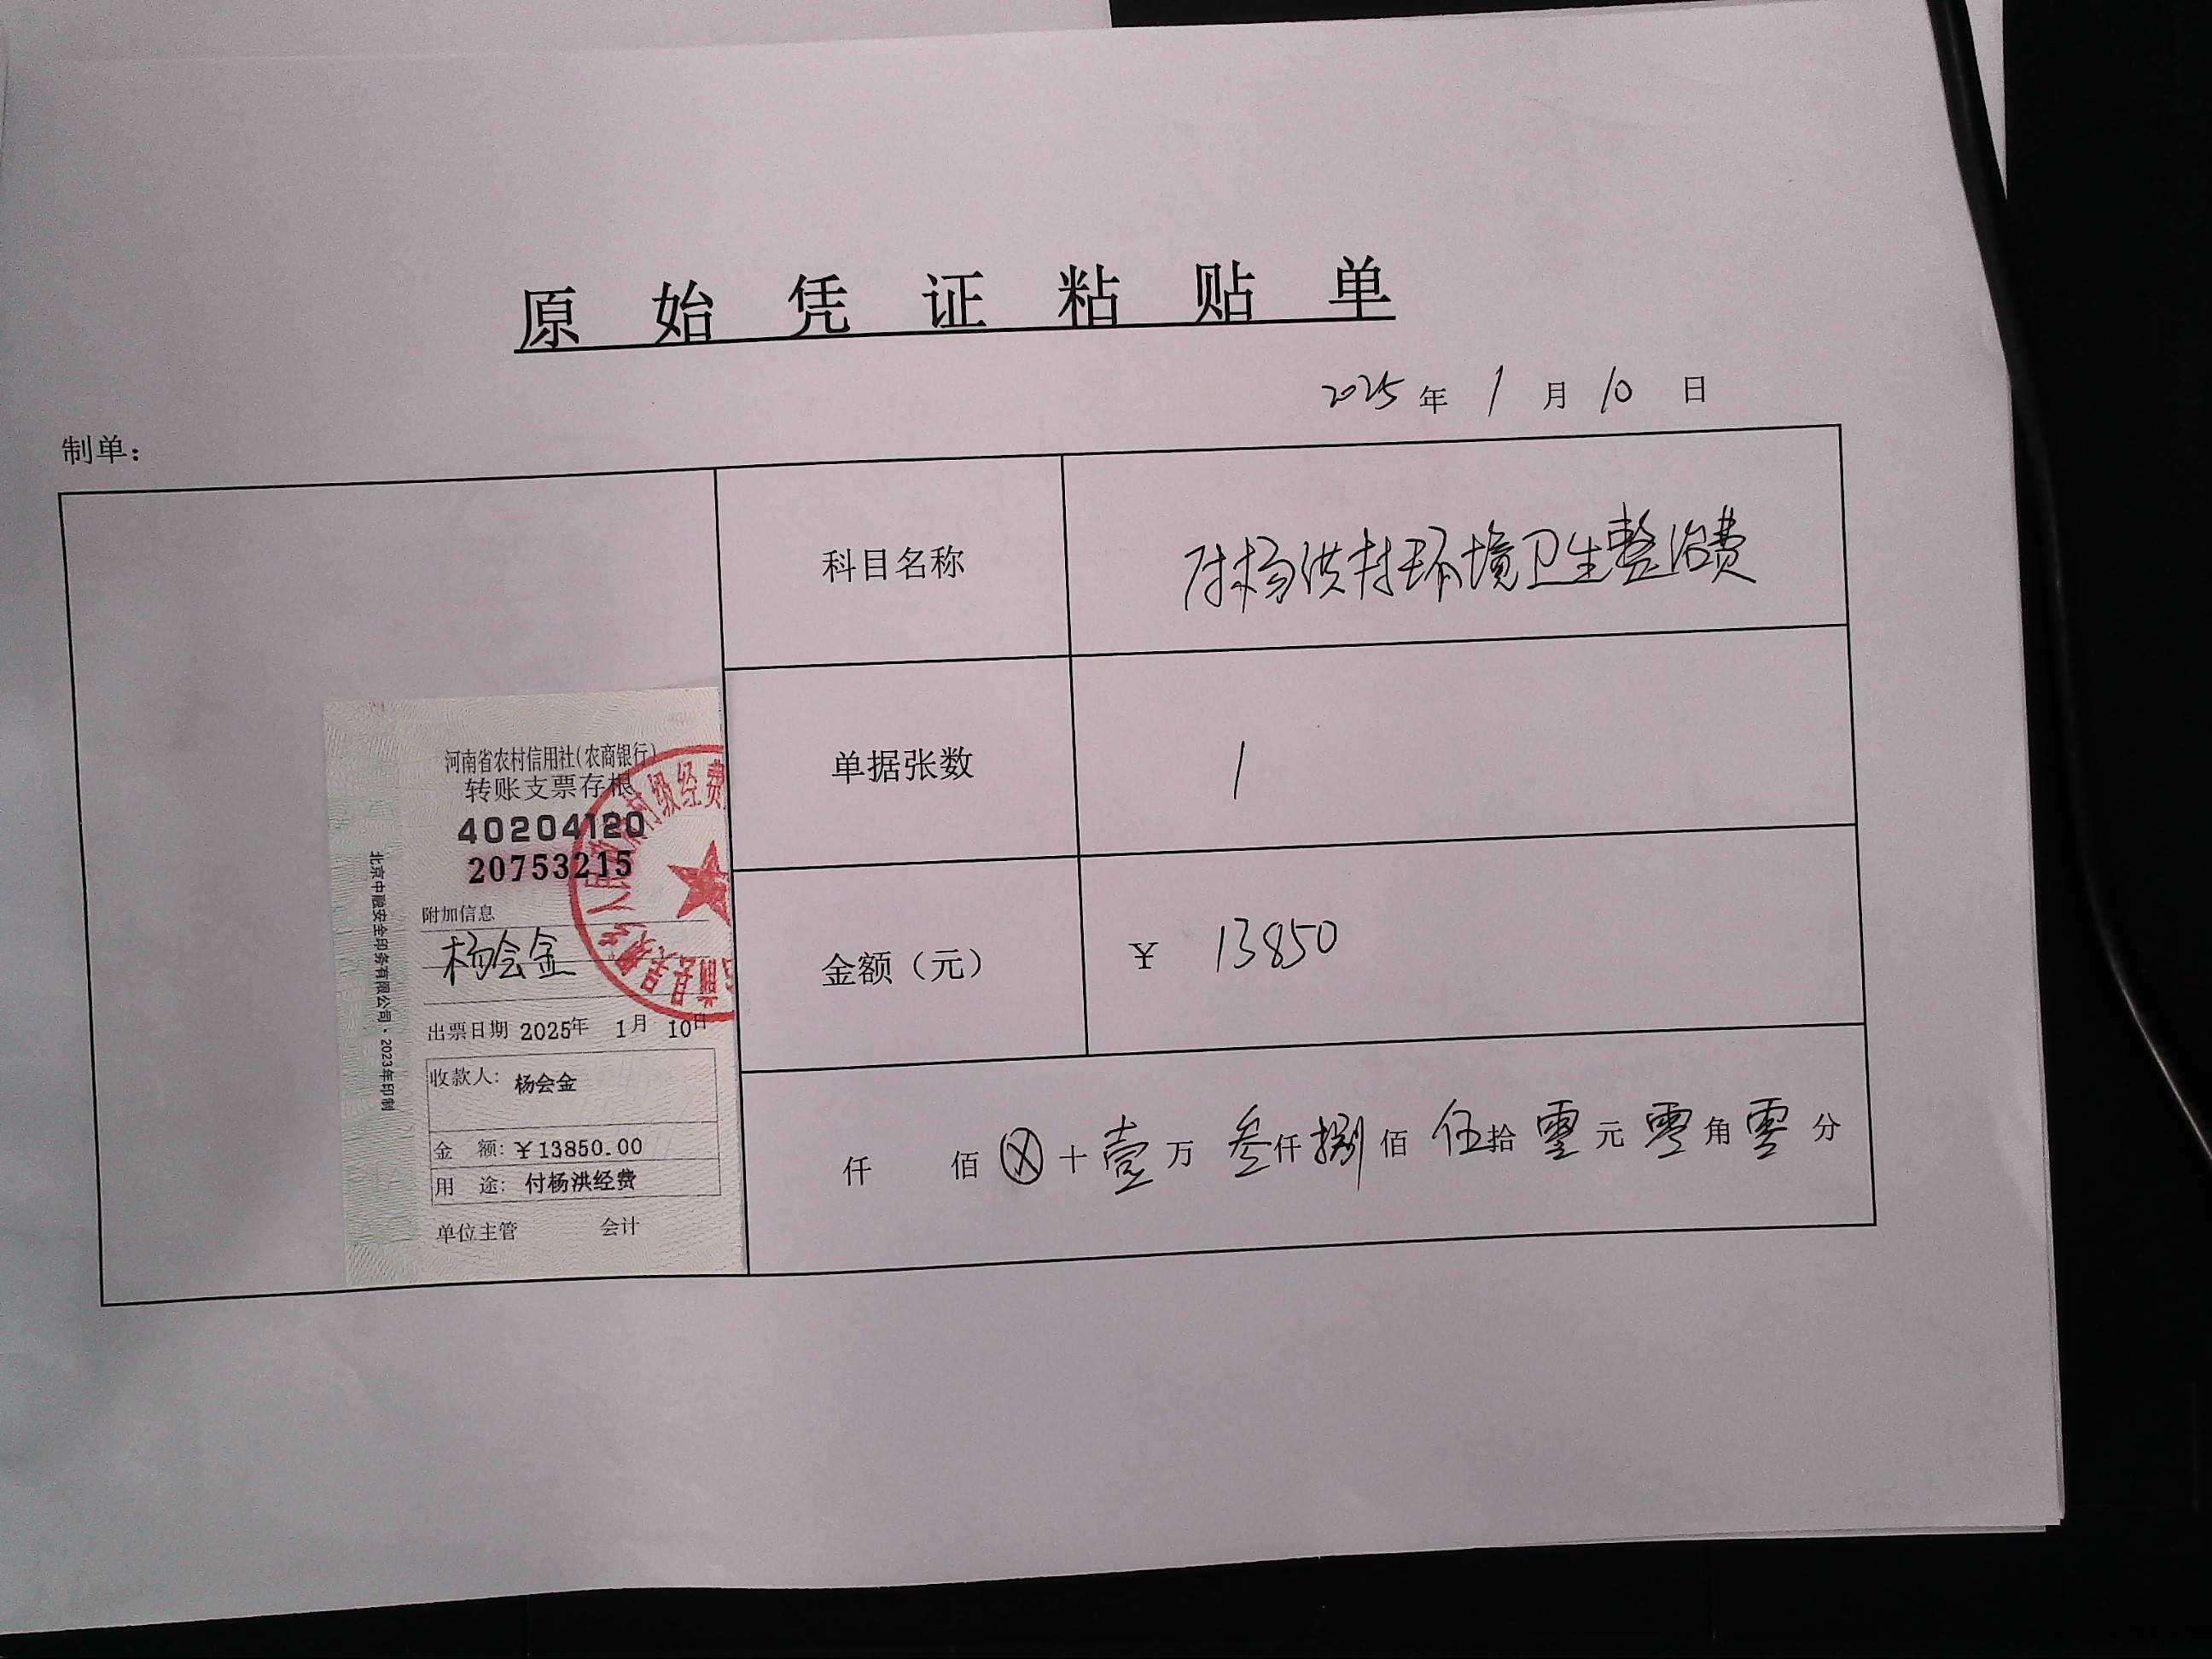 原始凭证粘贴单
2025年1月10日
制单：
科目名称
付杨洪村环境卫生整治费
单据张数
1
金额（元）
¥ 13850
仟 佰 ⊗ 十 壹 万 叁 仟 捌 佰 伍 拾 零 元 零 角 零 分
河南省农村信用社(农商银行)
转账支票存根
40204120
20753215
附加信息
杨会金
出票日期 2025年 1月 10日
收款人: 杨会金
金 额: ¥13850.00
用 途: 付杨洪经费
单位主管 会计
北京中融安全印务有限公司·2023年印制
村级经费